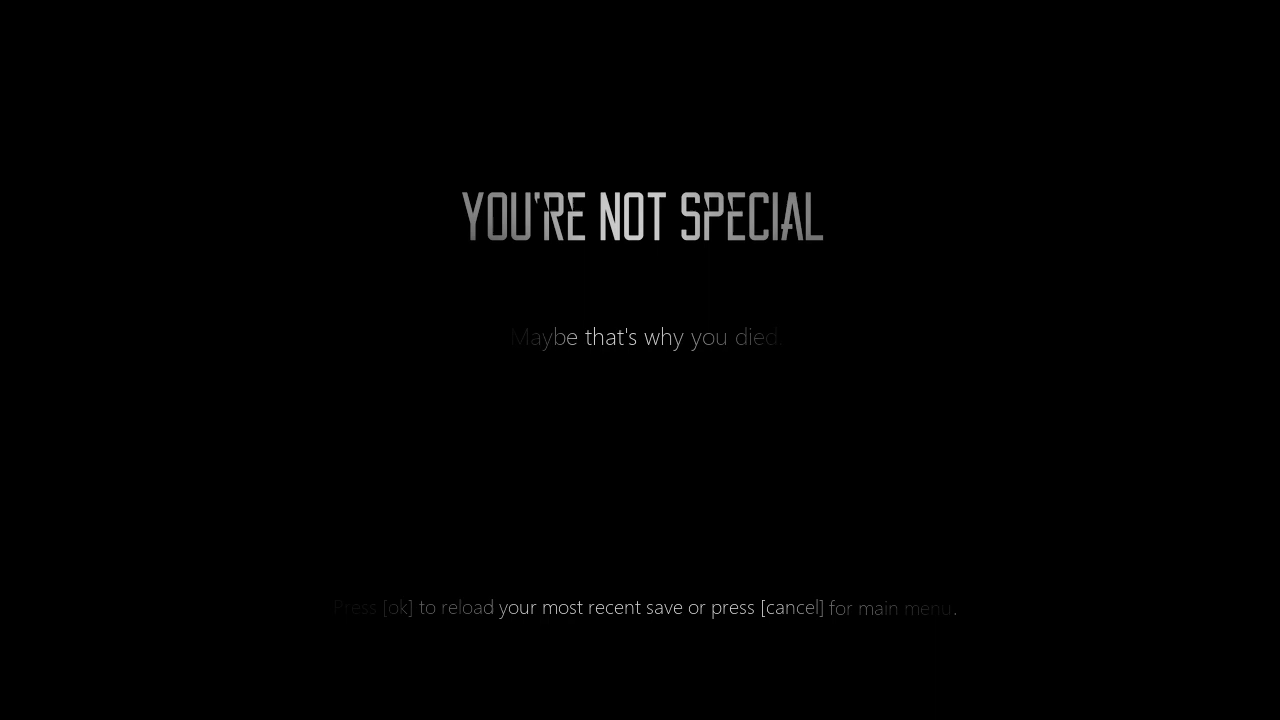 YOU'RE NOT SPECIAL
Maybe that's why you died.
Press [ok] to reload your most recent save or press [cancel] for main menu.